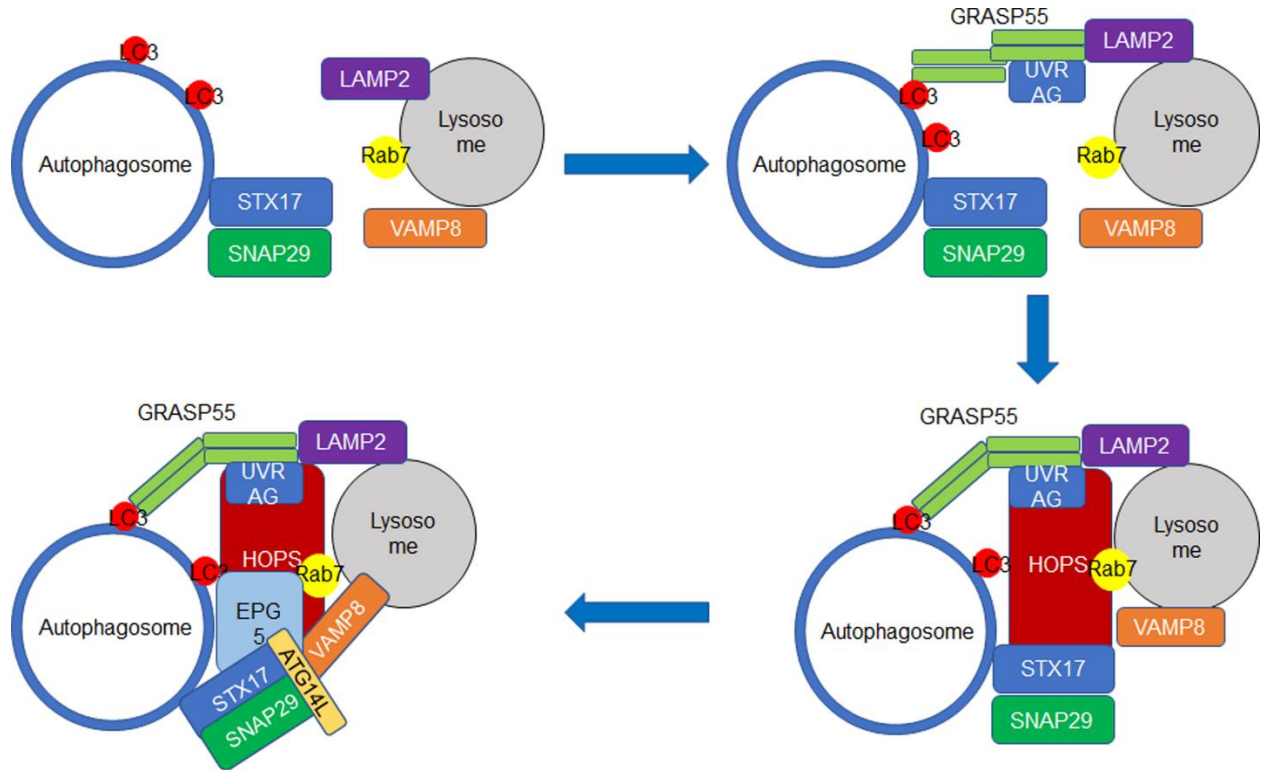 LC3
LC3
LAMP2
Autophagosome
Lysoso
me
Rab7
STX17
SNAP29
VAMP8
GRASP55
LAMP2
UVR
AG
LC3
LC3
Autophagosome
Lysoso
me
Rab7
STX17
SNAP29
VAMP8
GRASP55
LAMP2
UVR
AG
LC3
LC3
HOPS
Rab7
Lysoso
me
Autophagosome
EPG
5
VAMP8
ATG14L
STX17
SNAP29
GRASP55
LAMP2
UVR
AG
LC3
LC3
HOPS
Rab7
Lysoso
me
Autophagosome
VAMP8
STX17
SNAP29